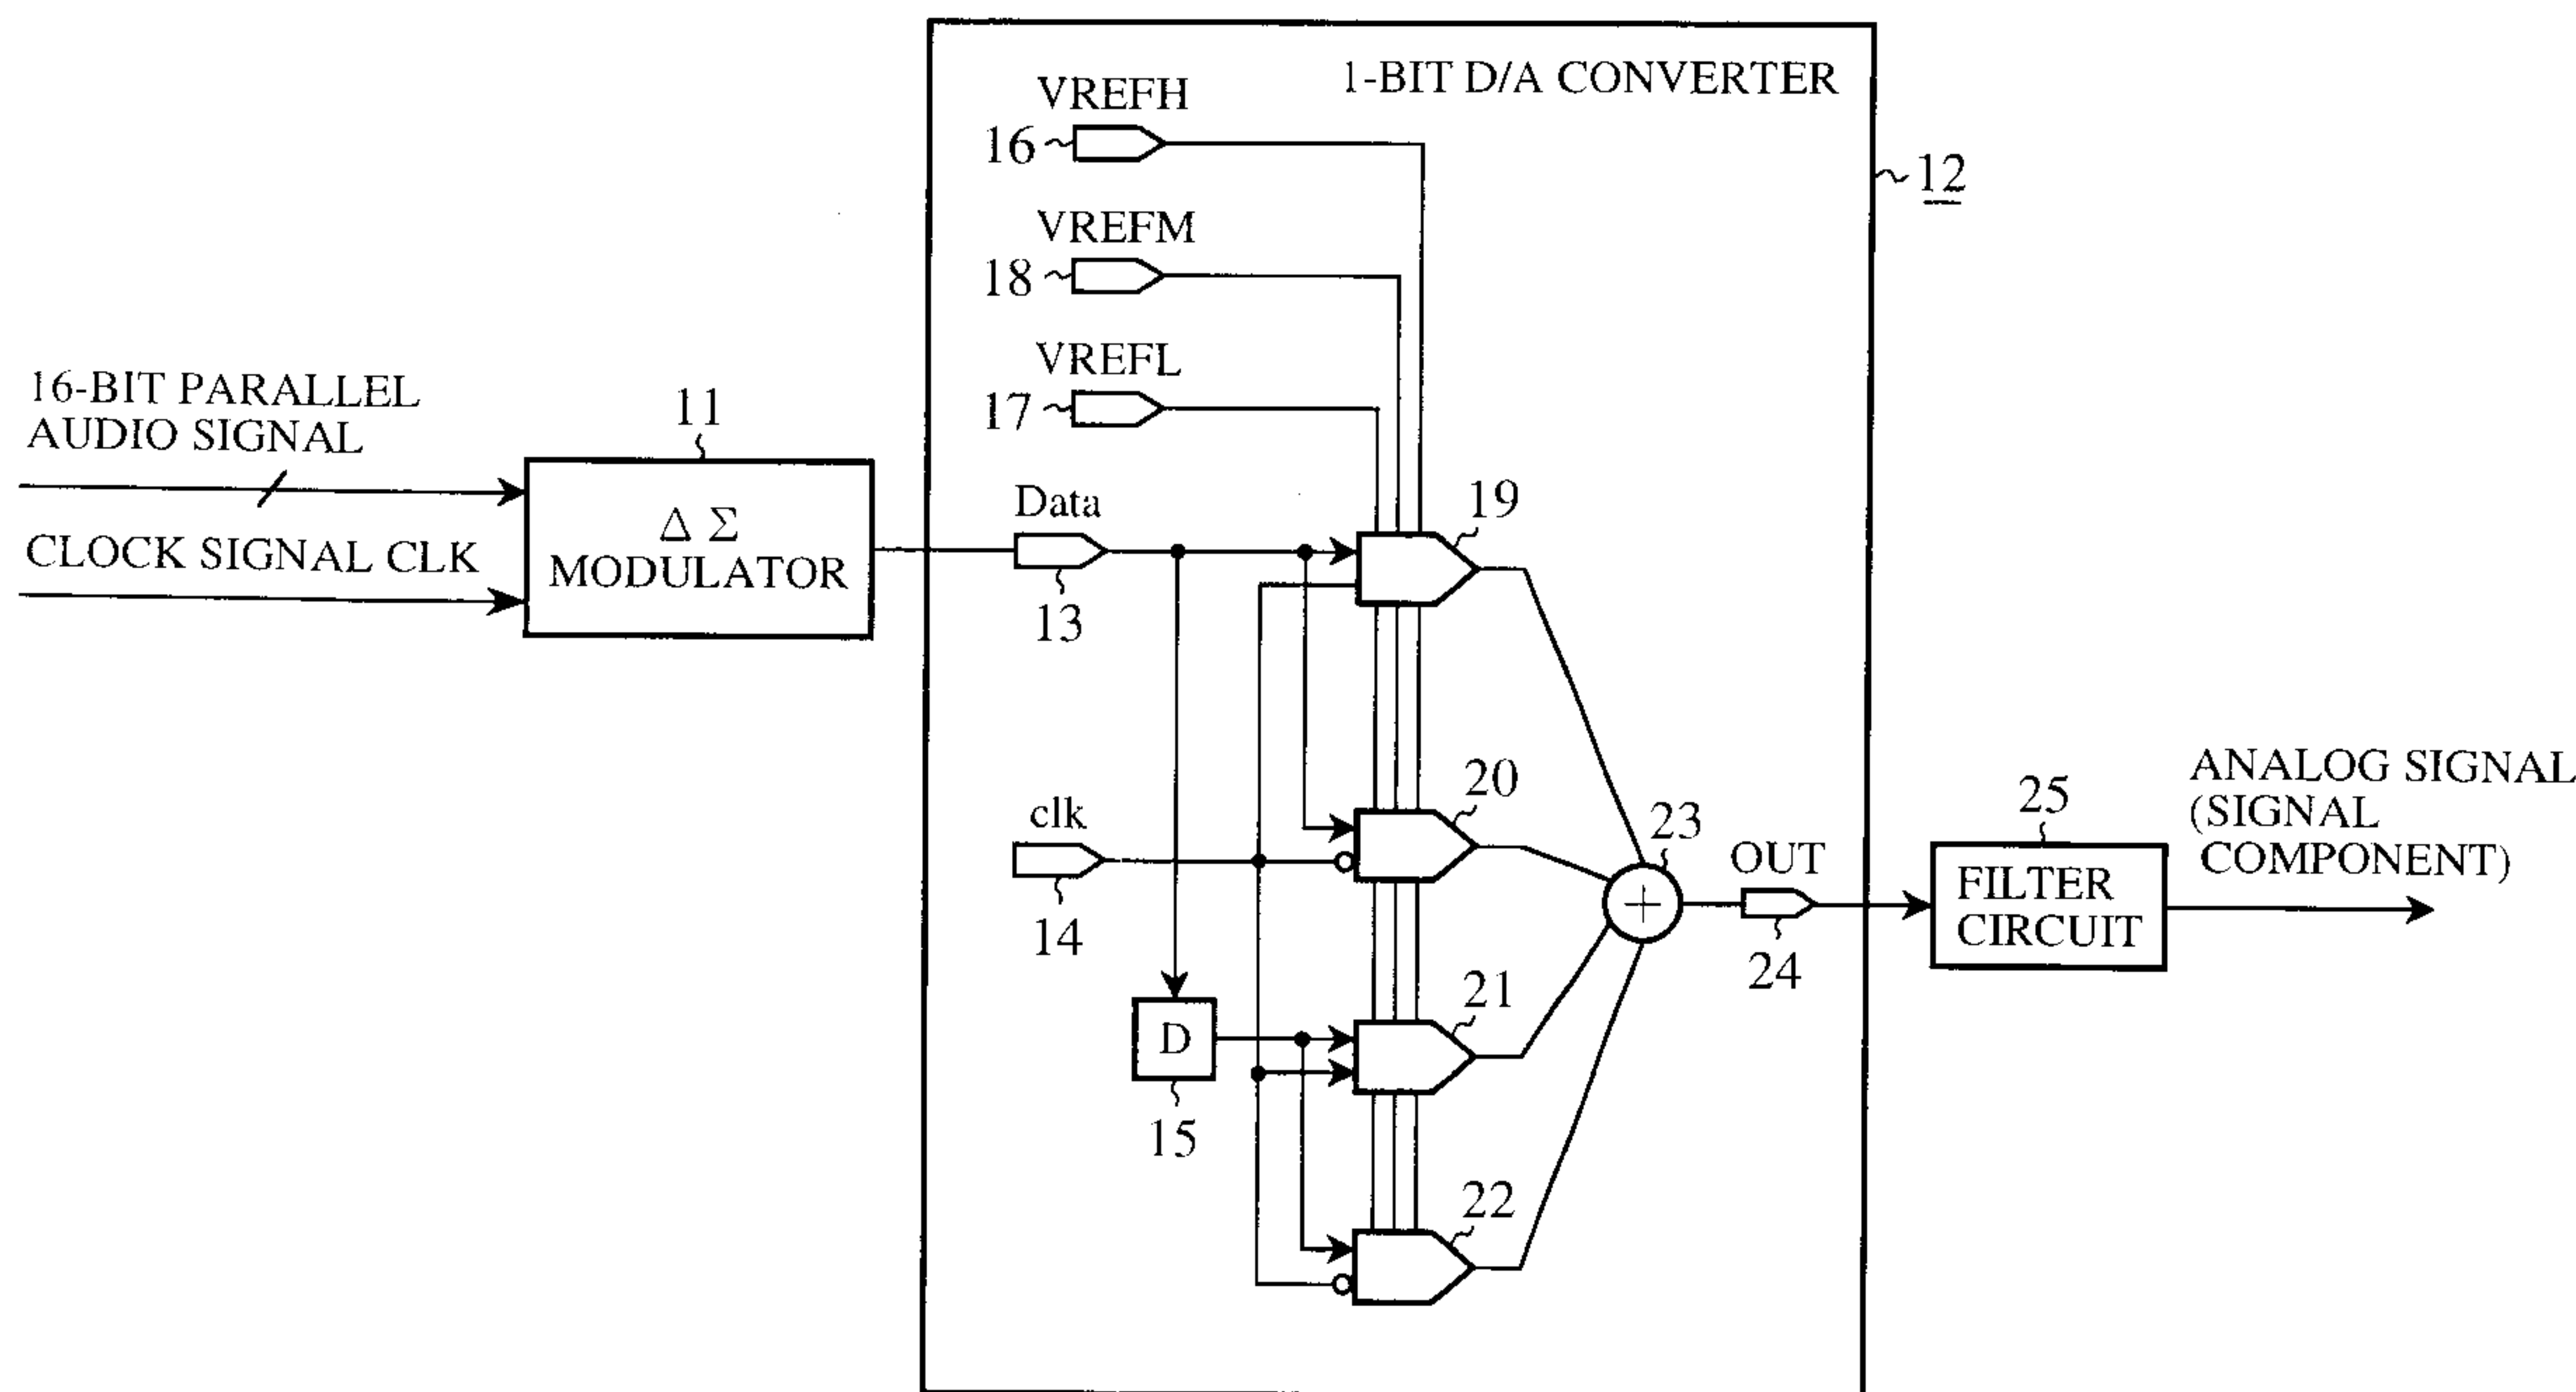 1-BIT D/A CONVERTER
VREFH
16
12
VREFM
18
VREFL
17
16-BIT PARALLEL
AUDIO SIGNAL
11
CLOCK SIGNAL CLK
Δ Σ
MODULATOR
Data
13
19
clk
14
20
23
OUT
24
25
FILTER
CIRCUIT
ANALOG SIGNAL
(SIGNAL
COMPONENT)
D
15
21
22
+